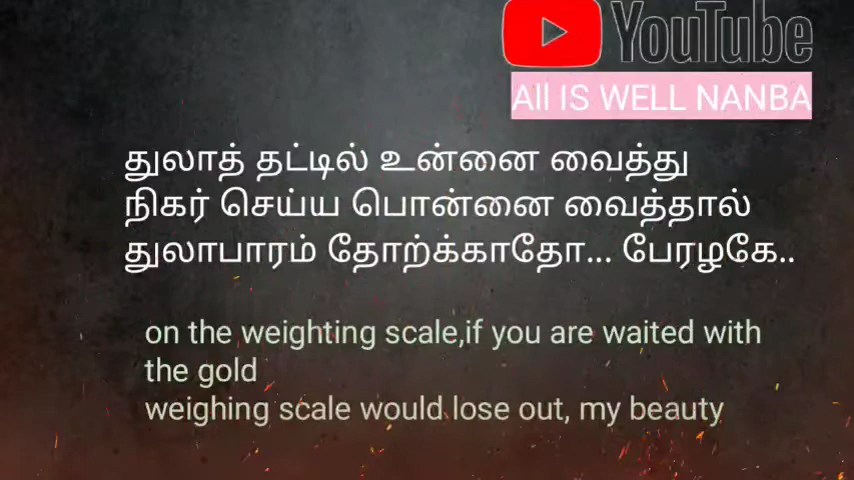 YouTube
All IS WELL NANBA
துலாத் தட்டில் உன்னை வைத்து
நிகர் செய்ய பொன்னை வைத்தால்
துலாபாரம் தோற்க்காதோ... பேரழகே..
on the weighting scale,if you are waited with
the gold
weighing scale would lose out, my beauty